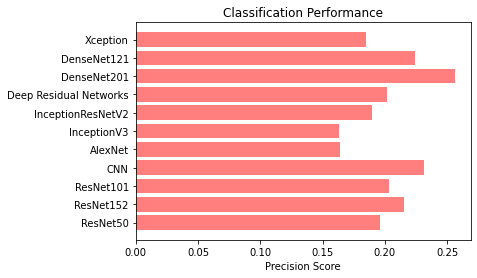 Classification Performance
Xception
DenseNet121
DenseNet201
Deep Residual Networks
InceptionResNetV2
InceptionV3
AlexNet
CNN
ResNet101
ResNet152
ResNet50
0.00 0.05 0.10 0.15 0.20 0.25
Precision Score